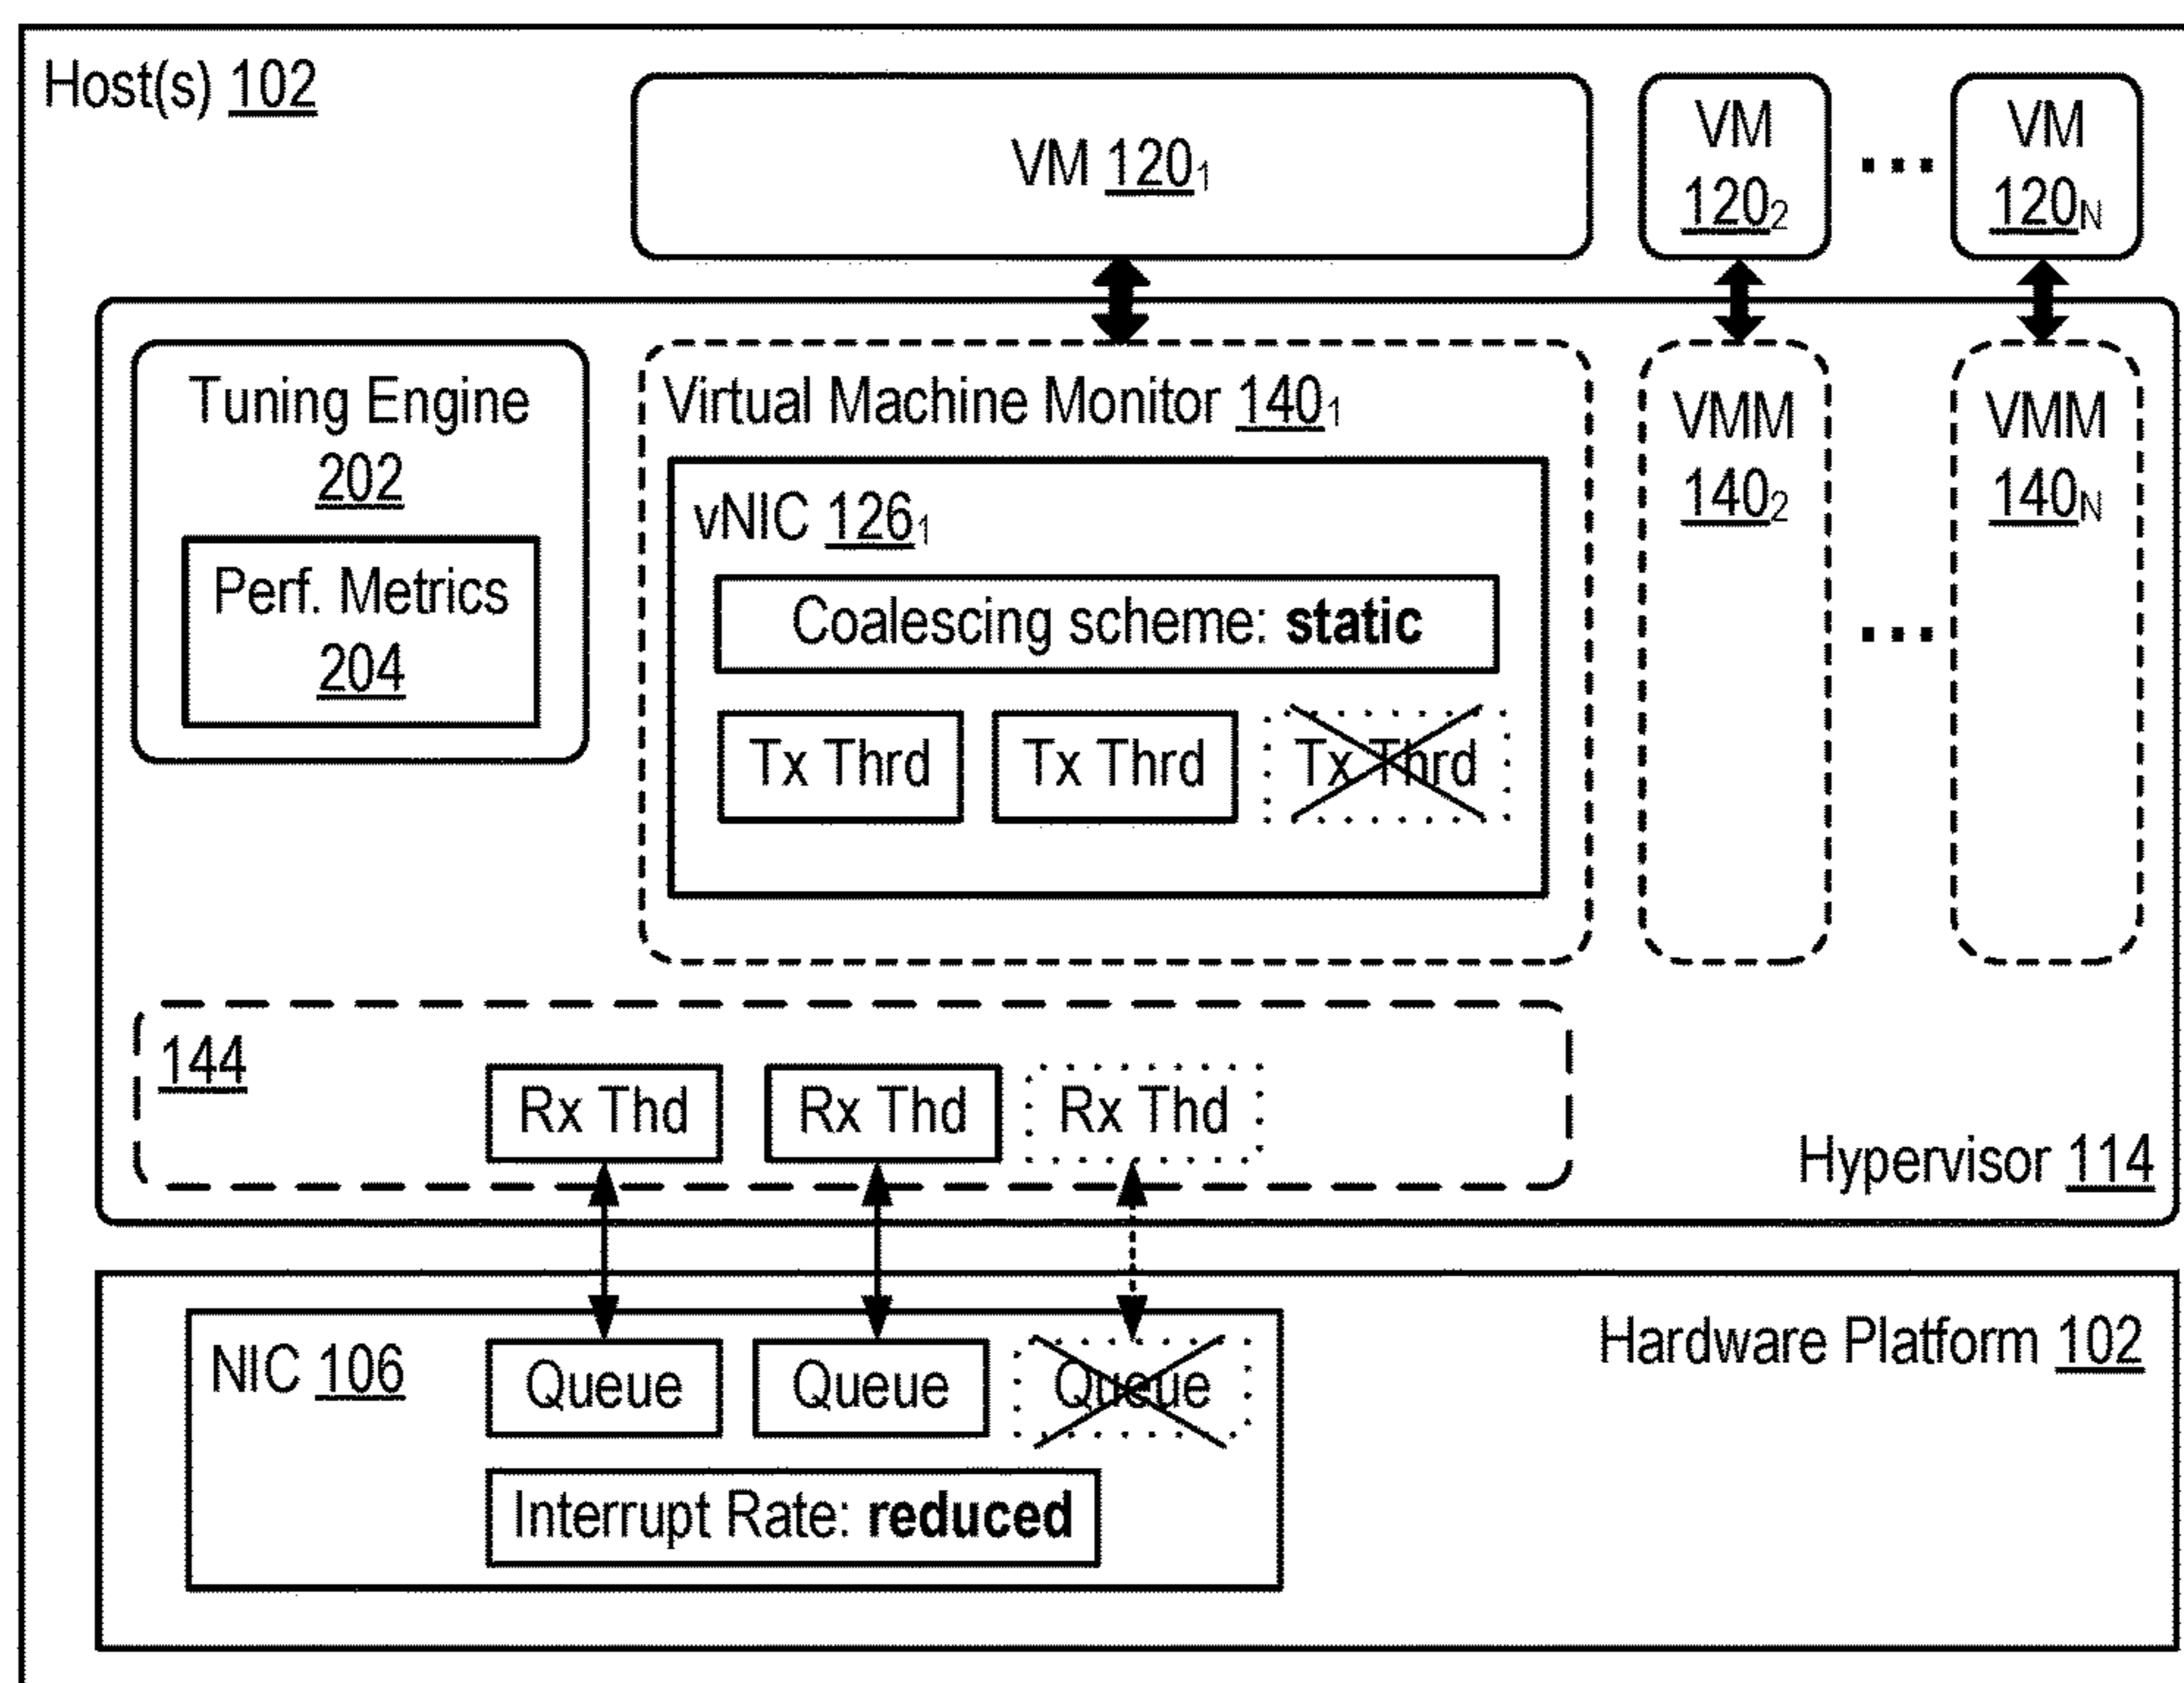 Host(s) 102
VM 120₁
VM
120₂
...
VM
120N
Tuning Engine
202
Perf. Metrics
204
Virtual Machine Monitor 140₁
vNIC 126₁
Coalescing scheme: static
Tx Thrd
Tx Thrd
Tx Thrd
VMM
140₂
...
VMM
140N
144
Rx Thd
Rx Thd
Rx Thd
Hypervisor 114
NIC 106
Queue
Queue
Queue
Interrupt Rate: reduced
Hardware Platform 102